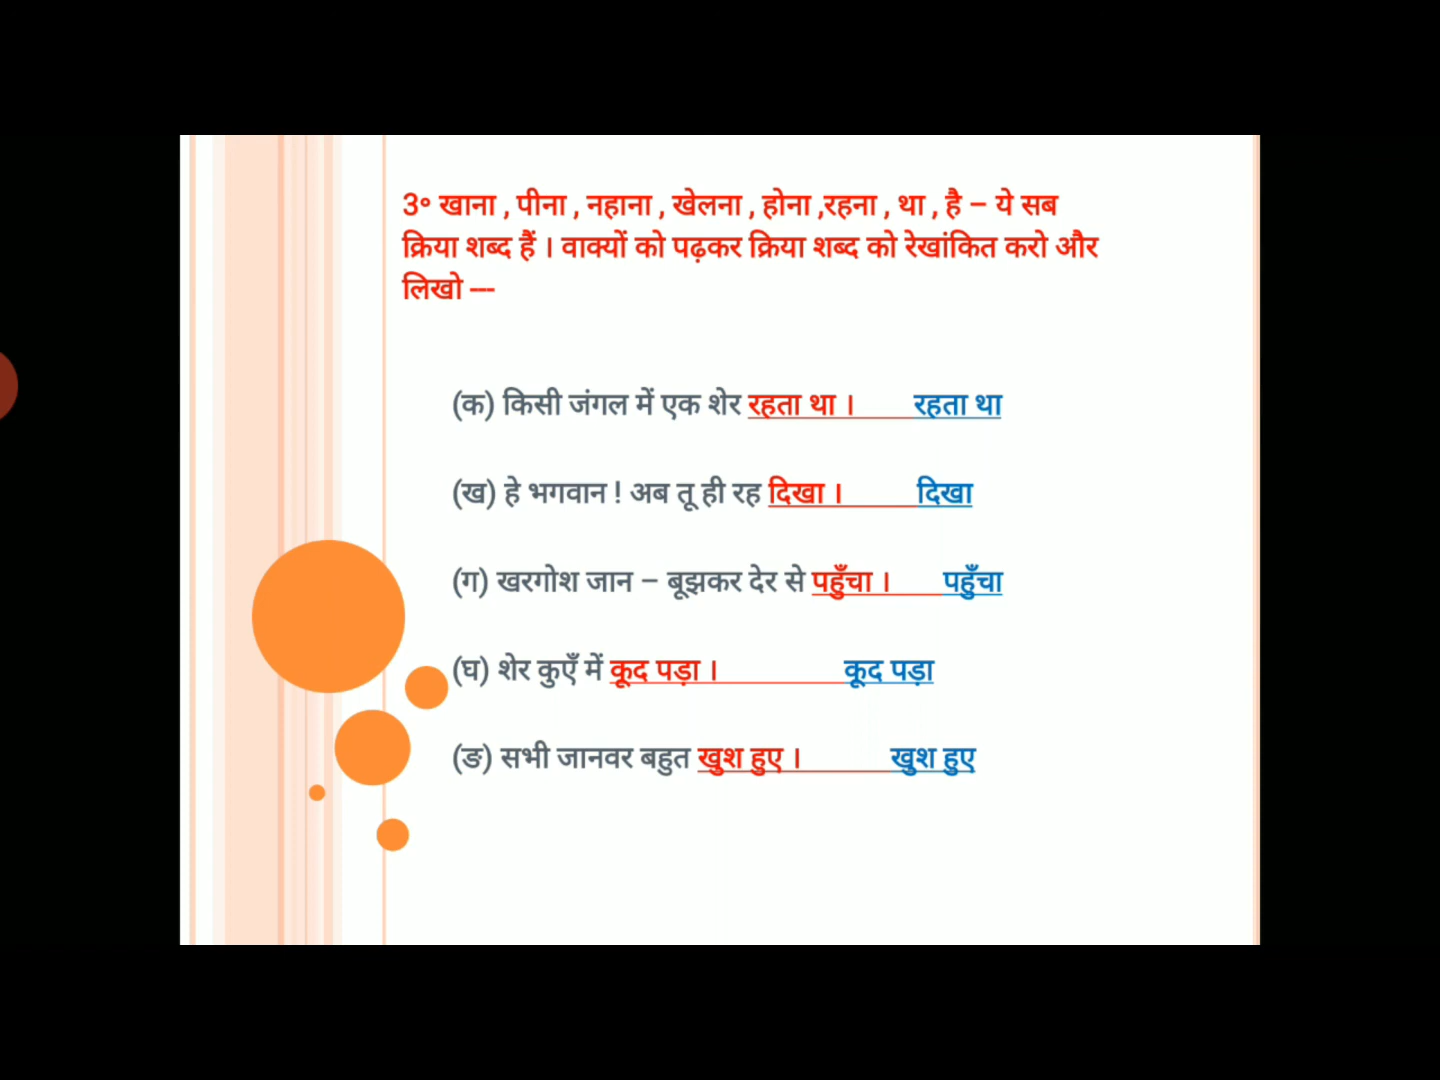 3॰ खाना , पीना , नहाना , खेलना , होना ,रहना , था , है – ये सब
क्रिया शब्द हैं । वाक्यों को पढ़कर क्रिया शब्द को रेखांकित करो और
लिखो ---
(क) किसी जंगल में एक शेर रहता था । रहता था
(ख) हे भगवान ! अब तू ही रह दिखा । दिखा
(ग) खरगोश जान – बूझकर देर से पहुँचा । पहुँचा
(घ) शेर कुएँ में कूद पड़ा । कूद पड़ा
(ङ) सभी जानवर बहुत खुश हुए । खुश हुए